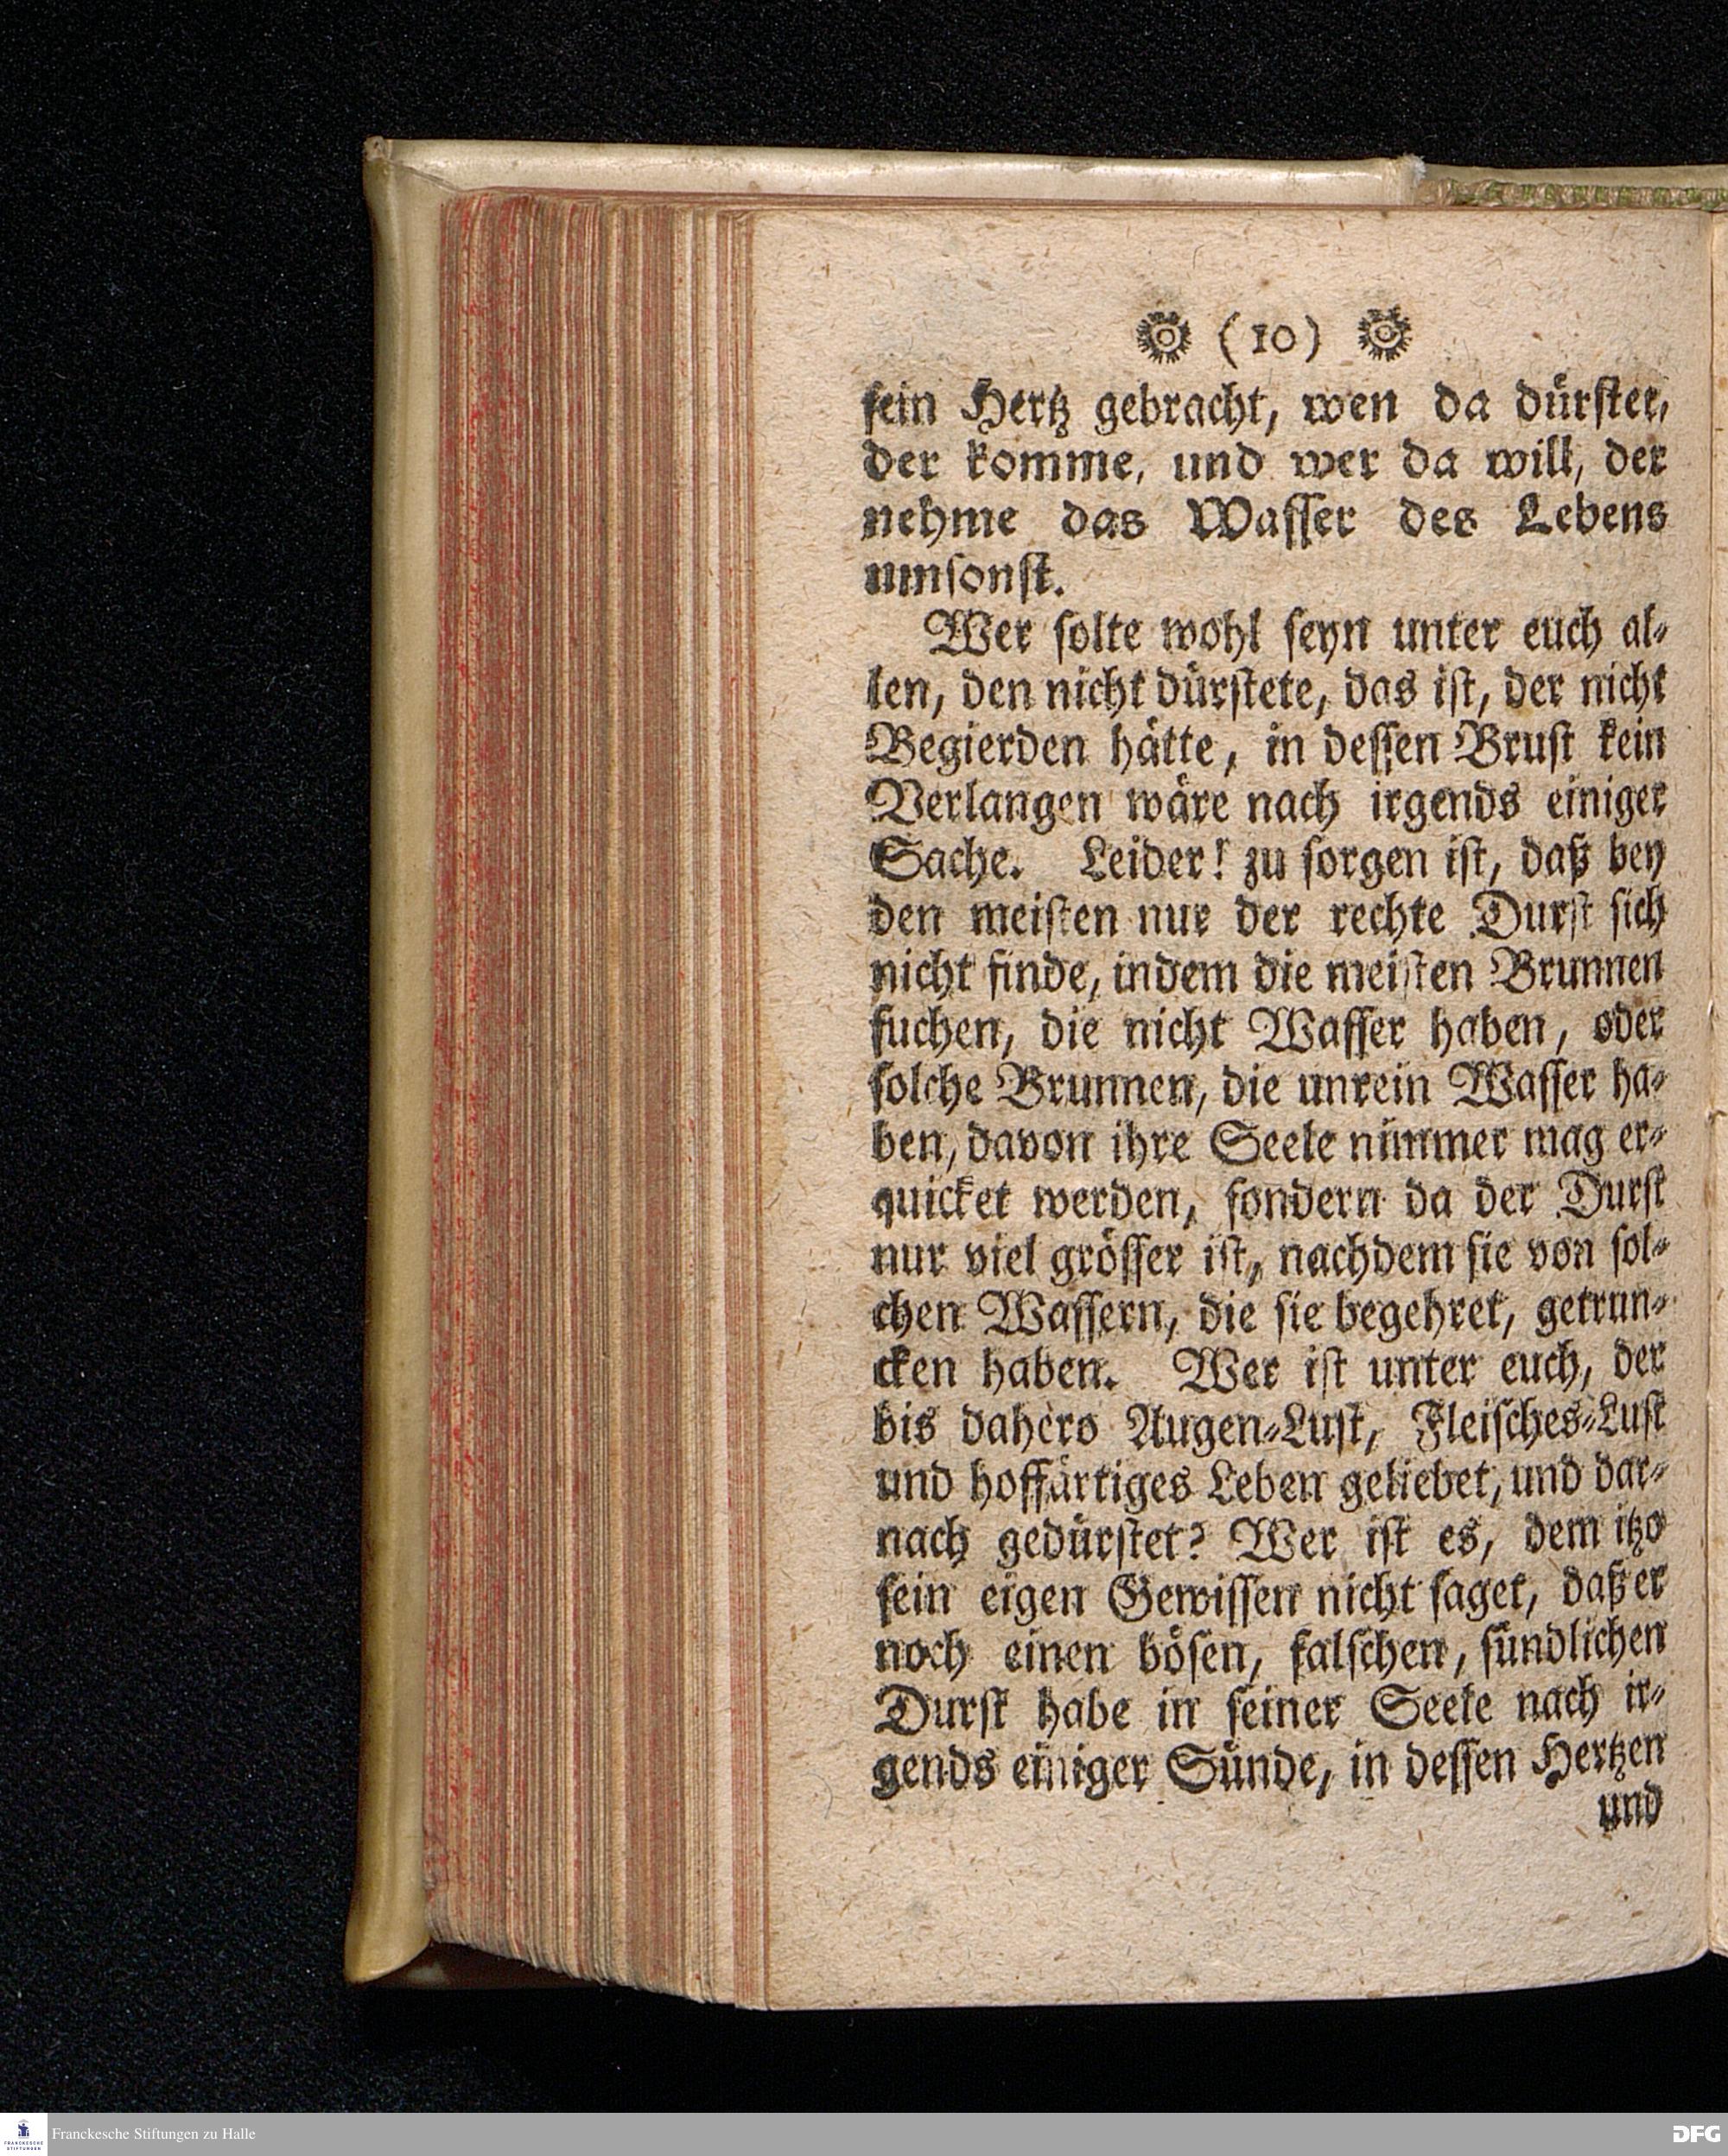 (10)
sein Hertz gebracht, wen da dürstet,
der komme, und wer da will, der
nehme das Wasser des Lebens
umsonst.
Wer solte wohl seyn unter euch al-
len, den nicht dürstete, das ist, der nicht
Begierden hätte, in dessen Brust kein
Verlangen wäre nach irgends einiger
Sache. Leider! zu sorgen ist, daß bey
den meisten nur der rechte Durst sich
nicht finde, indem die meisten Brunnen
suchen, die nicht Wasser haben, oder
solche Brunnen, die unrein Wasser ha-
ben, davon ihre Seele nimmer mag er-
quicket werden, sondern da der Durst
nur viel grösser ist, nachdem sie von sol-
chen Wassern, die sie begehret, getrun-
cken haben. Wer ist unter euch, der
bis dahero Augen-Lust, Fleisches-Lust
und hoffärtiges Leben geliebet, und dar-
nach gedürstet? Wer ist es, dem itzo
sein eigen Gewissen nicht saget, daß er
noch einen bösen, falschen, sündlichen
Durst habe in seiner Seele nach ir-
gends einiger Sünde, in dessen Hertzen
und
FRANCKESCHE
STIFTUNGEN
Franckesche Stiftungen zu Halle
DFG